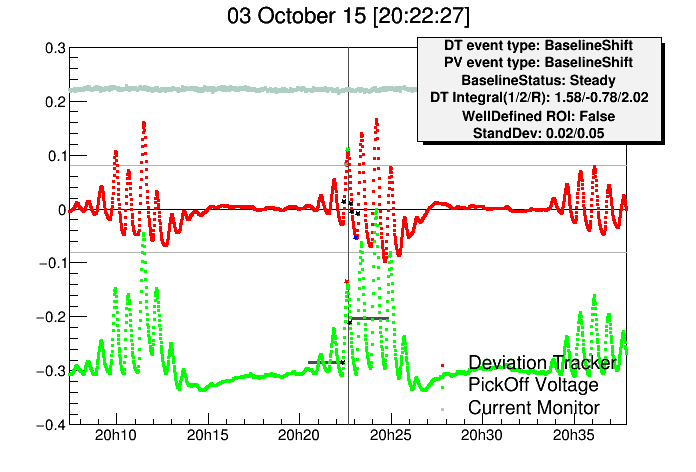 03 October 15 [20:22:27]
DT event type: BaselineShift
PV event type: BaselineShift
BaselineStatus: Steady
DT Integral(1/2/R): 1.58/-0.78/2.02
WellDefined ROI: False
StandDev: 0.02/0.05
0.3
0.2
0.1
0
−0.1
−0.2
−0.3
−0.4
Deviation Tracker
PickOff Voltage
Current Monitor
20h10 20h15 20h20 20h25 20h30 20h35